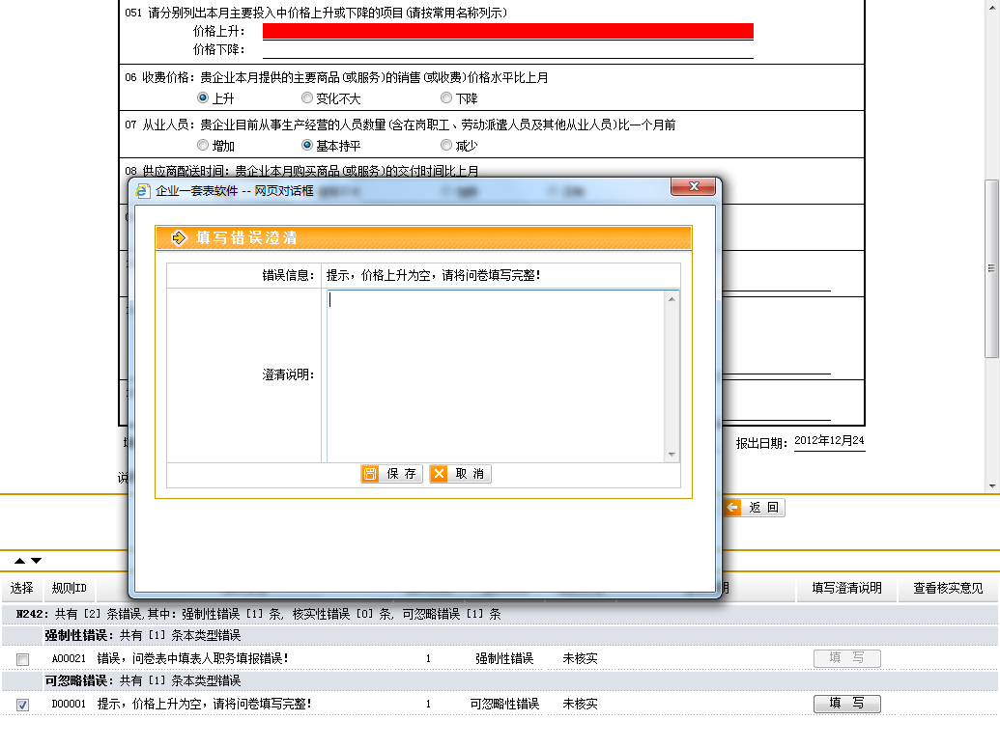 051 请分别列出本月主要投入中价格上升或下降的项目(请按常用名称列示)
价格上升：
价格下降：
06 收费价格：贵企业本月提供的主要商品(或服务)的销售(或收费)价格水平比上月
上升 变化不大 下降
07 从业人员：贵企业目前从事生产经营的人员数量(含在岗职工、劳动派遣人员及其他从业人员)比一个月前
增加 基本持平 减少
08 供应商配送时间：贵企业本月购买商品(或服务)的交付时间比上月
企业一套表软件 -- 网页对话框
填写错误澄清
错误信息： 提示，价格上升为空，请将问卷填写完整！
澄清说明：
保 存 取 消
报出日期： 2012年12月24
返 回
选择 规则ID 填写澄清说明 查看核实意见
N242：共有 [2] 条错误,其中：强制性错误 [1] 条, 核实性错误 [0] 条, 可忽略错误 [1] 条
强制性错误：共有 [1] 条本类型错误
A00021 错误，问卷表中填表人职务填报错误！ 1 强制性错误 未核实 填 写
可忽略错误：共有 [1] 条本类型错误
D00001 提示，价格上升为空，请将问卷填写完整！ 1 可忽略性错误 未核实 填 写